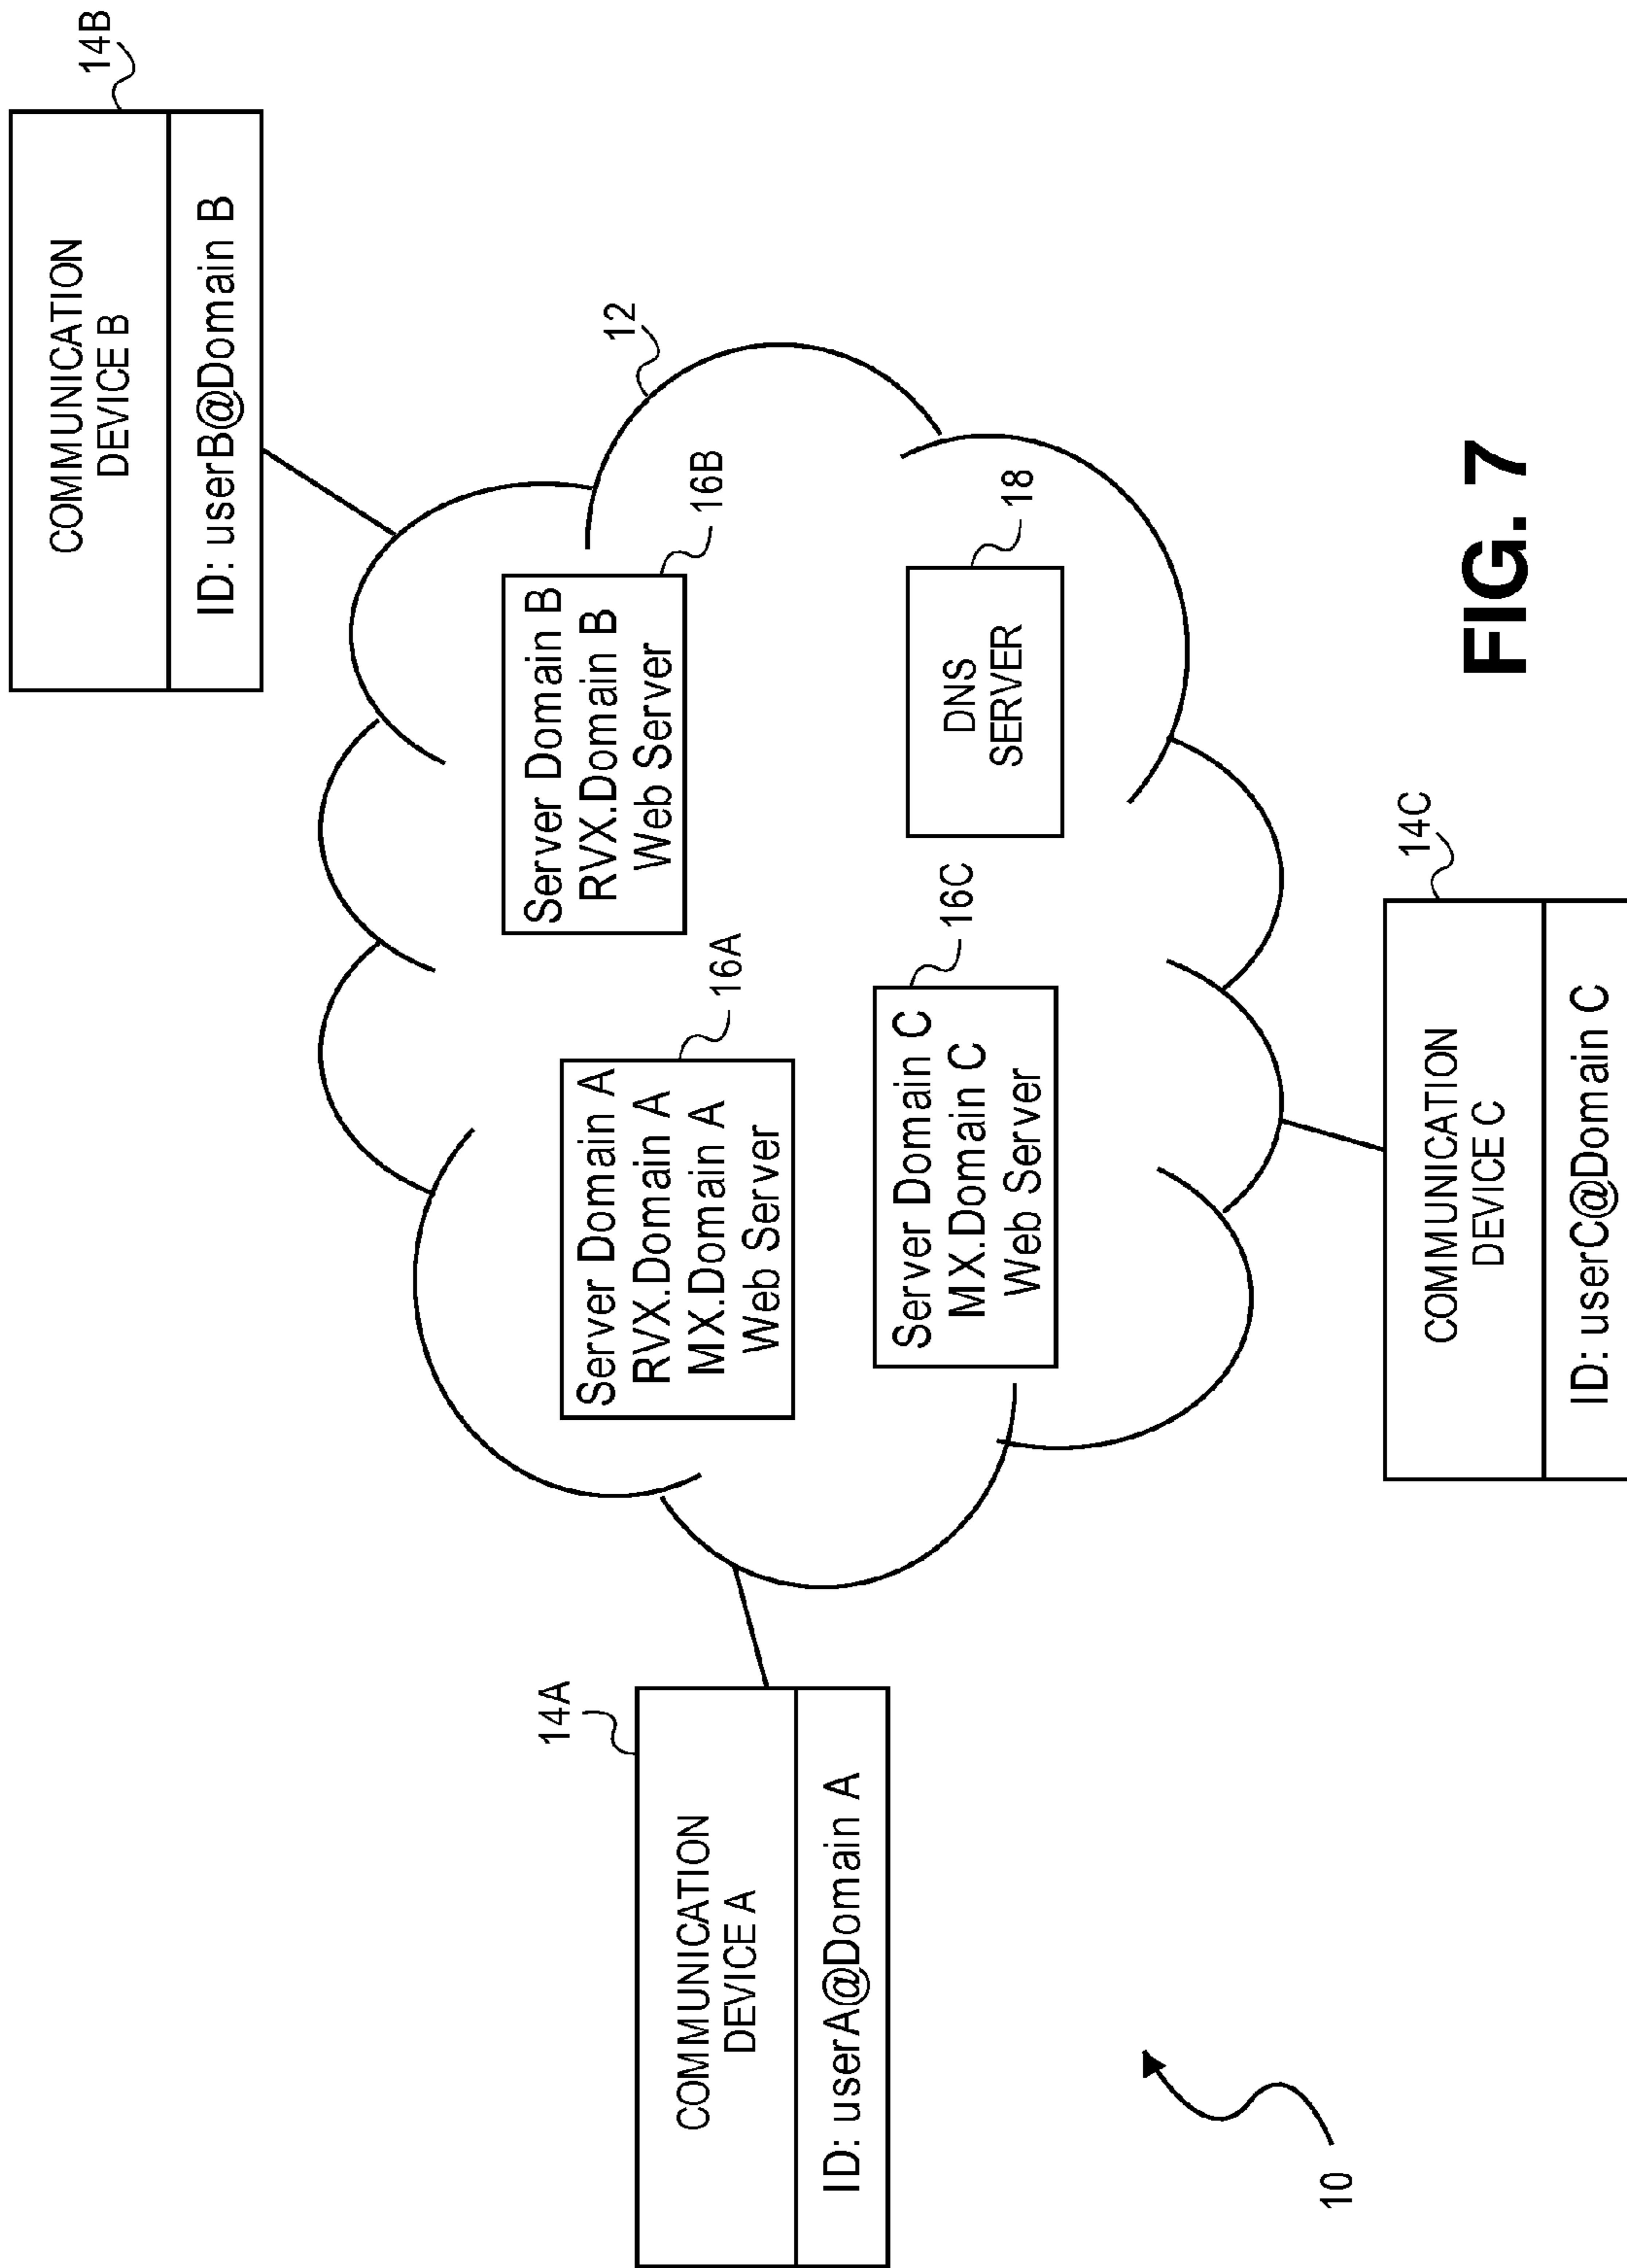 14B
COMMUNICATION
DEVICE B
ID: userB@Domain B
12
16B
Server Domain B
RVX.Domain B
Web Server
18
DNS
SERVER
16A
Server Domain A
RVX.Domain A
MX.Domain A
Web Server
16C
Server Domain C
MX.Domain C
Web Server
14A
COMMUNICATION
DEVICE A
ID: userA@Domain A
14C
COMMUNICATION
DEVICE C
ID: userC@Domain C
10
FIG. 7